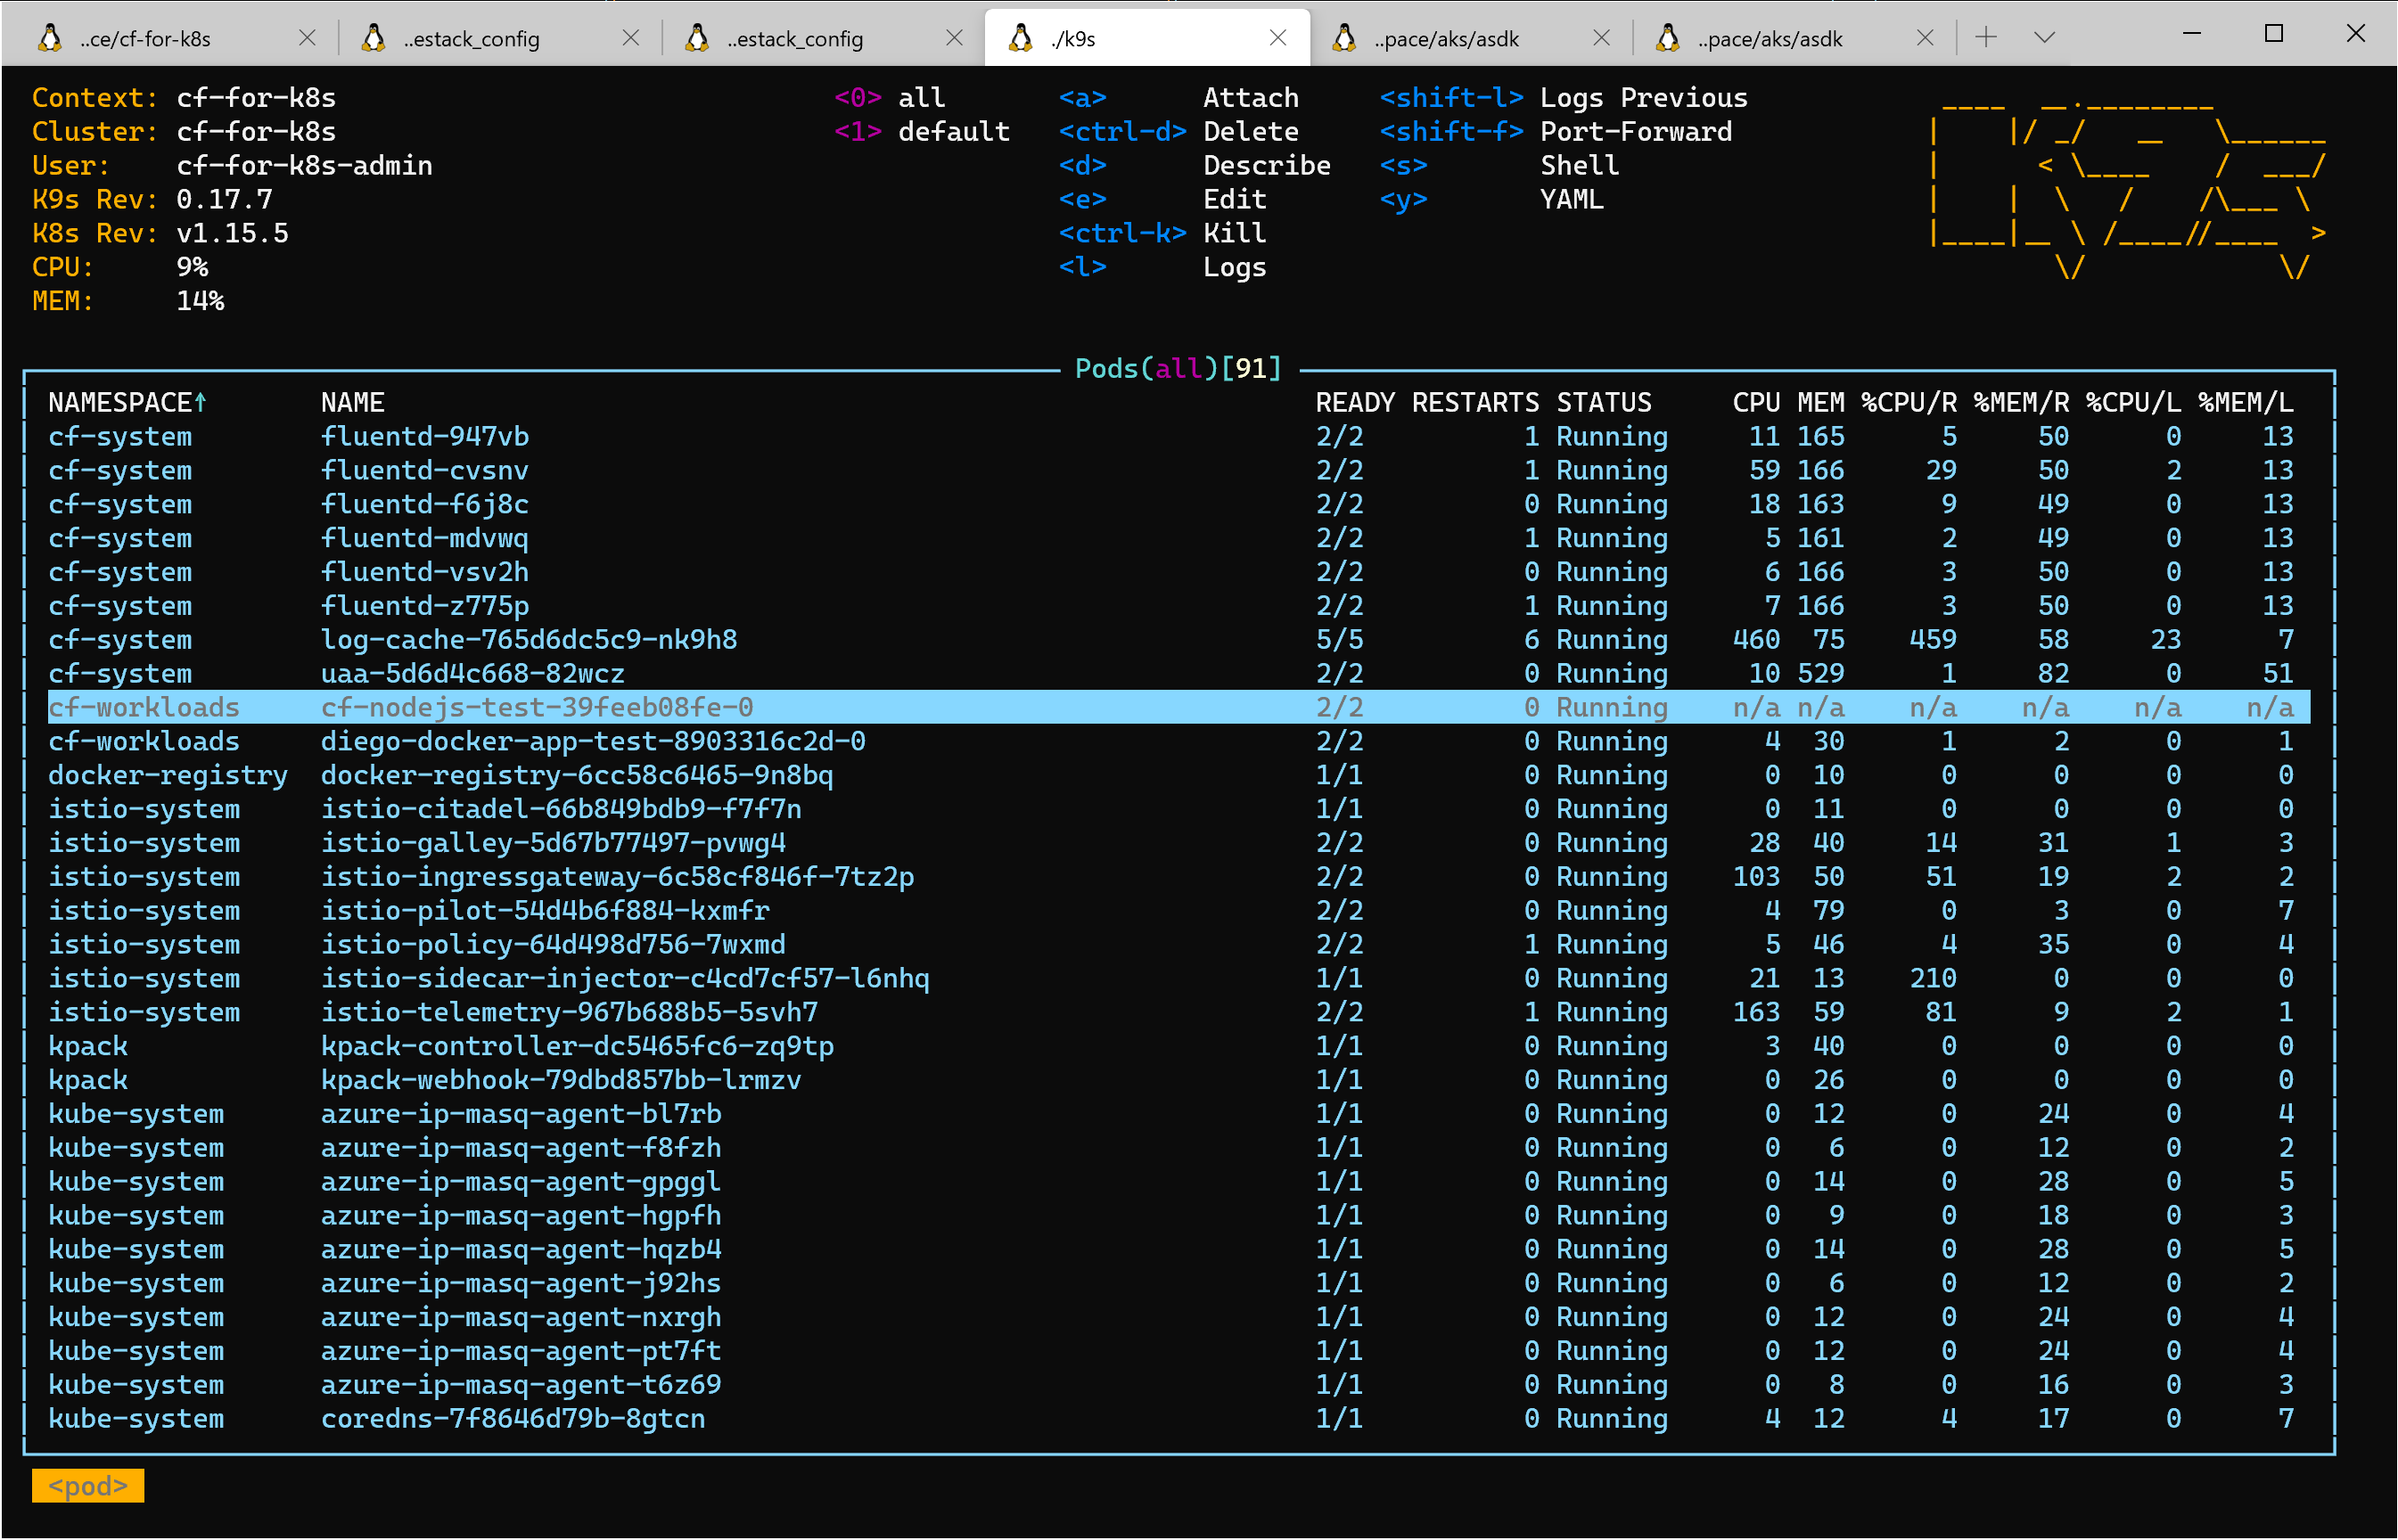 ..ce/cf-for-k8s ..estack_config ..estack_config ./k9s ..pace/aks/asdk ..pace/aks/asdk
Context: cf-for-k8s <0> all <a> Attach <shift-l> Logs Previous
Cluster: cf-for-k8s <1> default <ctrl-d> Delete <shift-f> Port-Forward
User: cf-for-k8s-admin <d> Describe <s> Shell
K9s Rev: 0.17.7 <e> Edit <y> YAML
K8s Rev: v1.15.5 <ctrl-k> Kill
CPU: 9% <l> Logs
MEM: 14%
Pods(all)[91]
NAMESPACE↑ NAME READY RESTARTS STATUS CPU MEM %CPU/R %MEM/R %CPU/L %MEM/L
cf-system fluentd-947vb 2/2 1 Running 11 165 5 50 0 13
cf-system fluentd-cvsnv 2/2 1 Running 59 166 29 50 2 13
cf-system fluentd-f6j8c 2/2 0 Running 18 163 9 49 0 13
cf-system fluentd-mdvwq 2/2 1 Running 5 161 2 49 0 13
cf-system fluentd-vsv2h 2/2 0 Running 6 166 3 50 0 13
cf-system fluentd-z775p 2/2 1 Running 7 166 3 50 0 13
cf-system log-cache-765d6dc5c9-nk9h8 5/5 6 Running 460 75 459 58 23 7
cf-system uaa-5d6d4c668-82wcz 2/2 0 Running 10 529 1 82 0 51
cf-workloads cf-nodejs-test-39feeb08fe-0 2/2 0 Running n/a n/a n/a n/a n/a n/a
cf-workloads diego-docker-app-test-8903316c2d-0 2/2 0 Running 4 30 1 2 0 1
docker-registry docker-registry-6cc58c6465-9n8bq 1/1 0 Running 0 10 0 0 0 0
istio-system istio-citadel-66b849bdb9-f7f7n 1/1 0 Running 0 11 0 0 0 0
istio-system istio-galley-5d67b77497-pvwg4 2/2 0 Running 28 40 14 31 1 3
istio-system istio-ingressgateway-6c58cf846f-7tz2p 2/2 0 Running 103 50 51 19 2 2
istio-system istio-pilot-54d4b6f884-kxmfr 2/2 0 Running 4 79 0 3 0 7
istio-system istio-policy-64d498d756-7wxmd 2/2 1 Running 5 46 4 35 0 4
istio-system istio-sidecar-injector-c4cd7cf57-l6nhq 1/1 0 Running 21 13 210 0 0 0
istio-system istio-telemetry-967b688b5-5svh7 2/2 1 Running 163 59 81 9 2 1
kpack kpack-controller-dc5465fc6-zq9tp 1/1 0 Running 3 40 0 0 0 0
kpack kpack-webhook-79dbd857bb-lrmzv 1/1 0 Running 0 26 0 0 0 0
kube-system azure-ip-masq-agent-bl7rb 1/1 0 Running 0 12 0 24 0 4
kube-system azure-ip-masq-agent-f8fzh 1/1 0 Running 0 6 0 12 0 2
kube-system azure-ip-masq-agent-gpggl 1/1 0 Running 0 14 0 28 0 5
kube-system azure-ip-masq-agent-hgpfh 1/1 0 Running 0 9 0 18 0 3
kube-system azure-ip-masq-agent-hqzb4 1/1 0 Running 0 14 0 28 0 5
kube-system azure-ip-masq-agent-j92hs 1/1 0 Running 0 6 0 12 0 2
kube-system azure-ip-masq-agent-nxrgh 1/1 0 Running 0 12 0 24 0 4
kube-system azure-ip-masq-agent-pt7ft 1/1 0 Running 0 12 0 24 0 4
kube-system azure-ip-masq-agent-t6z69 1/1 0 Running 0 8 0 16 0 3
kube-system coredns-7f8646d79b-8gtcn 1/1 0 Running 4 12 4 17 0 7
<pod>